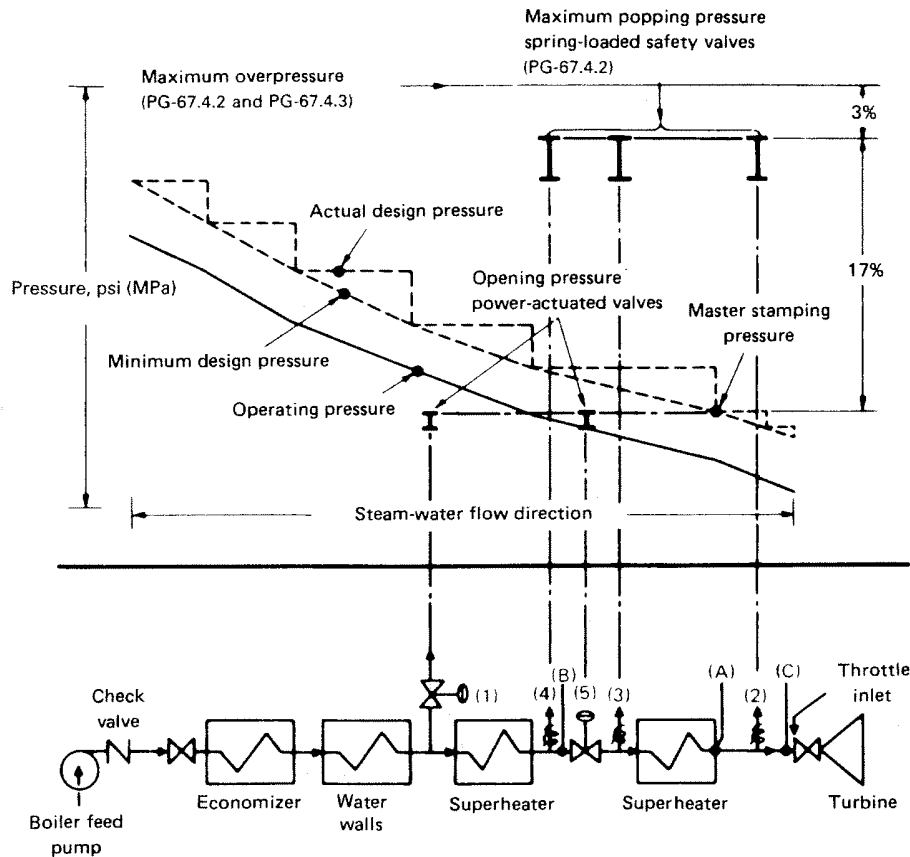 Maximum popping pressure
spring-loaded safety valves
(PG-67.4.2)
Maximum overpressure
(PG-67.4.2 and PG-67.4.3)
3%
Actual design pressure
Opening pressure
power-actuated valves
17%
Pressure, psi (MPa)
Master stamping
pressure
Minimum design pressure
Operating pressure
Steam-water flow direction
(B)
(A)
(C)
Throttle
inlet
Check
valve
(1)
(4)
(5)
(3)
(2)
Economizer
Water
walls
Superheater
Superheater
Turbine
Boiler feed
pump